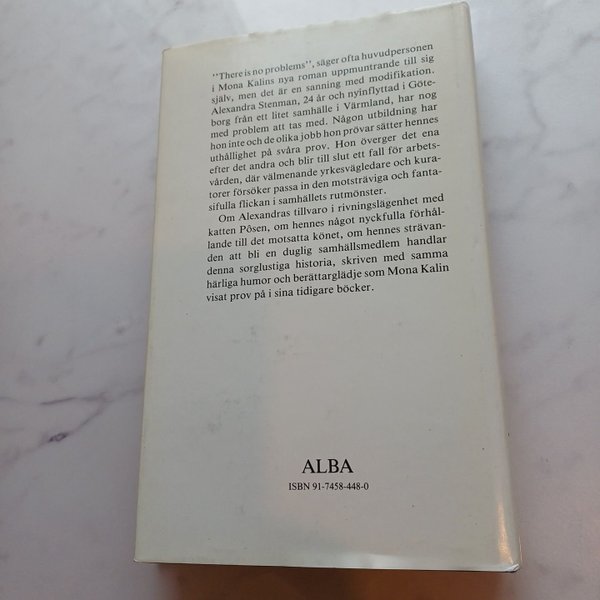 "There is no problems", säger ofta huvudpersonen
i Mona Kalins nya roman uppmuntrande till sig
själv, men det är en sanning med modifikation.
Alexandra Stenman, 24 år och nyinflyttad i Göte-
borg från ett litet samhälle i Värmland, har nog
med problem att tas med. Någon utbildning har
hon inte och de olika jobb hon prövar sätter hennes
uthållighet på svåra prov. Hon överger det ena
efter det andra och blir till slut ett fall för arbets-
vården, där välmenande yrkesvägledare och kura-
torer försöker passa in den motsträviga och fanta-
sifulla flickan i samhällets rutmönster.
Om Alexandras tillvaro i rivningslägenhet med
katten Pôsen, om hennes något nyckfulla förhål-
lande till det motsatta könet, om hennes strävan-
den att bli en duglig samhällsmedlem handlar
denna sorglustiga historia, skriven med samma
härliga humor och berättarglädje som Mona Kalin
visat prov på i sina tidigare böcker.
ALBA
ISBN 91-7458-448-0